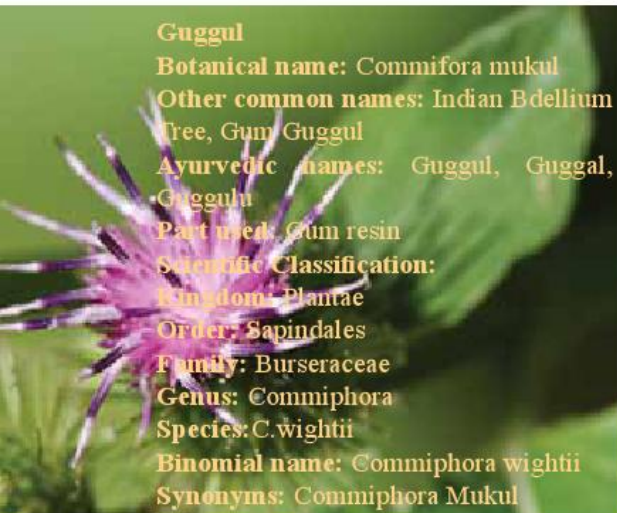 Guggul
Botanical name: Commifora mukul
Other common names: Indian Bdellium
Tree, Gum Guggul
Ayurvedic names: Guggul, Guggal,
Guggulu
Part used: Gum resin
Scientific Classification:
Kingdom: Plantae
Order: Sapindales
Family: Burseraceae
Genus: Commiphora
Species:C.wightii
Binomial name: Commiphora wightii
Synonyms: Commiphora Mukul